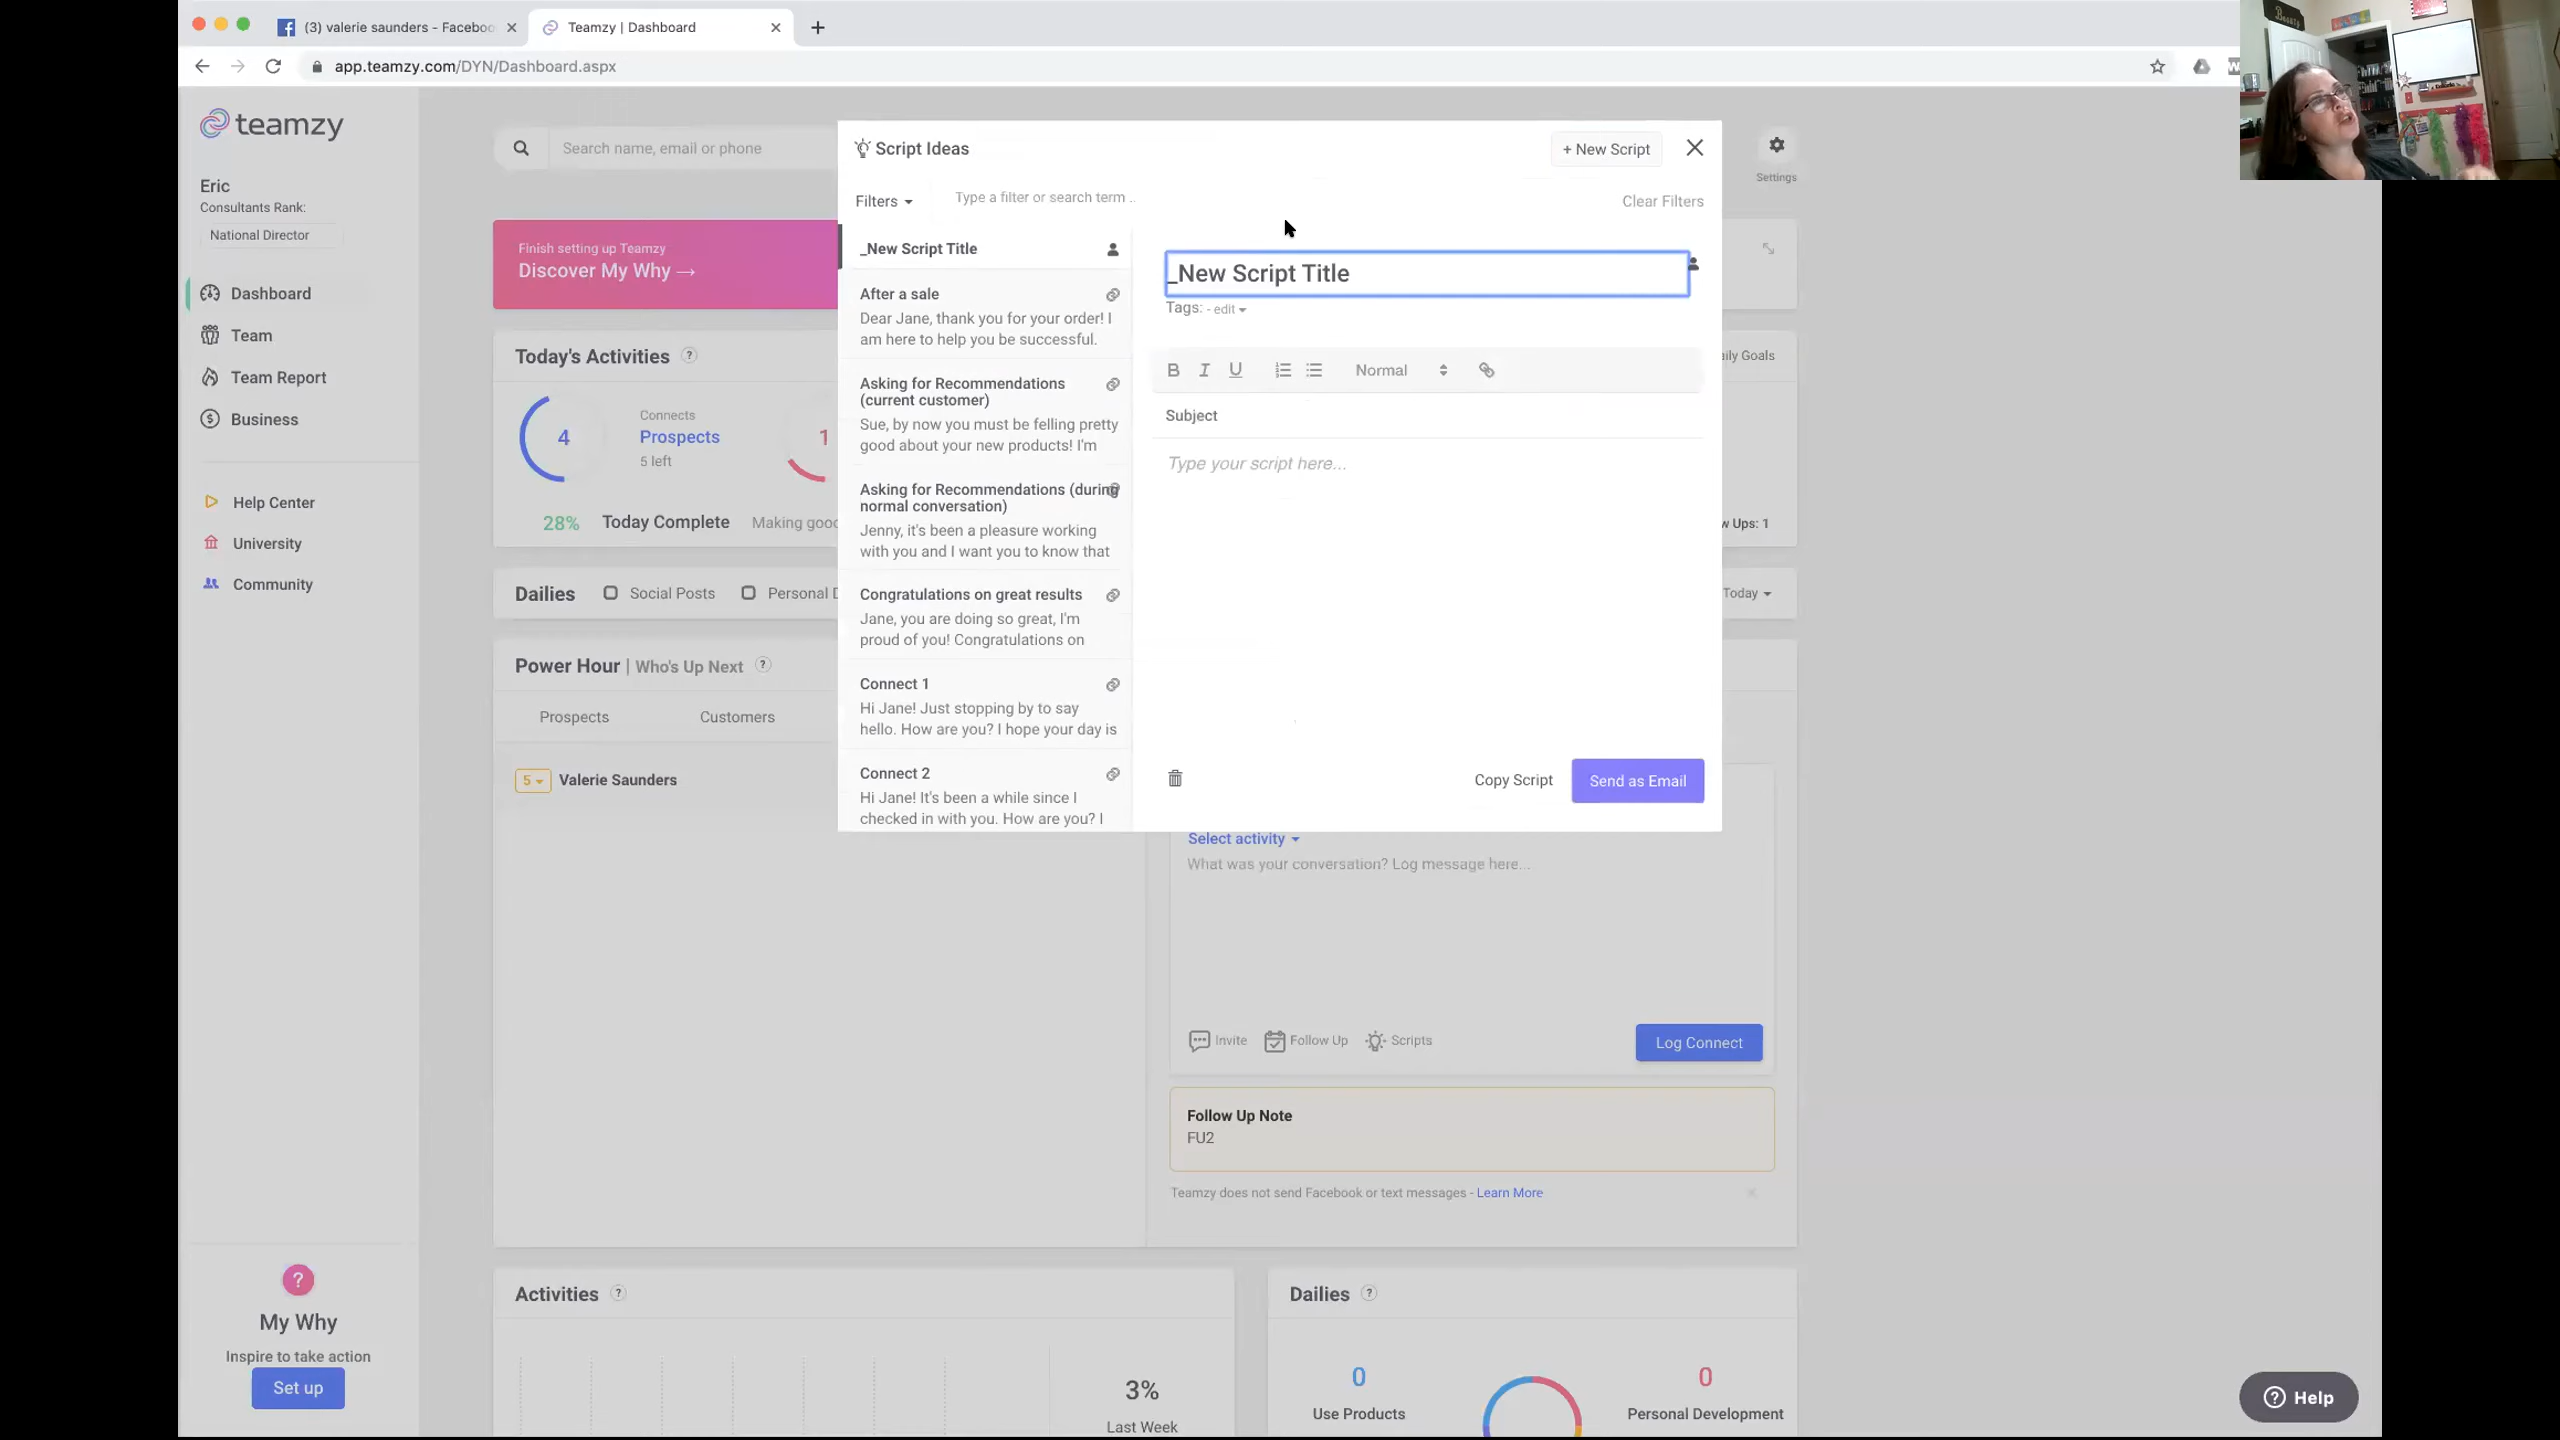 (3) valerie saunders - Faceboo
Teamzy | Dashboard
app.teamzy.com/DYN/Dashboard.aspx
teamzy
Eric
Consultants Rank:
National Director
Dashboard
Team
Team Report
Business
Help Center
University
Community
My Why
Inspire to take action
Set up
Search name, email or phone
Settings
Finish setting up Teamzy
Discover My Why →
Today's Activities ?
4
Connects
Prospects
5 left
1
28% Today Complete Making good
ily Goals
w Ups: 1
Dailies Social Posts Personal D
Today
Power Hour | Who's Up Next ?
Prospects Customers
5 Valerie Saunders
Script Ideas
+ New Script
Filters
Type a filter or search term ..
Clear Filters
_New Script Title
After a sale
Dear Jane, thank you for your order! I
am here to help you be successful.
Asking for Recommendations
(current customer)
Sue, by now you must be felling pretty
good about your new products! I'm
Asking for Recommendations (during
normal conversation)
Jenny, it's been a pleasure working
with you and I want you to know that
Congratulations on great results
Jane, you are doing so great, I'm
proud of you! Congratulations on
Connect 1
Hi Jane! Just stopping by to say
hello. How are you? I hope your day is
Connect 2
Hi Jane! It's been a while since I
checked in with you. How are you? I
_New Script Title
Tags: - edit
B I U Normal
Subject
Type your script here...
Copy Script
Send as Email
Select activity
What was your conversation? Log message here...
Invite Follow Up Scripts
Log Connect
Follow Up Note
FU2
Teamzy does not send Facebook or text messages - Learn More
Activities ?
3%
Last Week
Dailies ?
0
Use Products
0
Personal Development
? Help